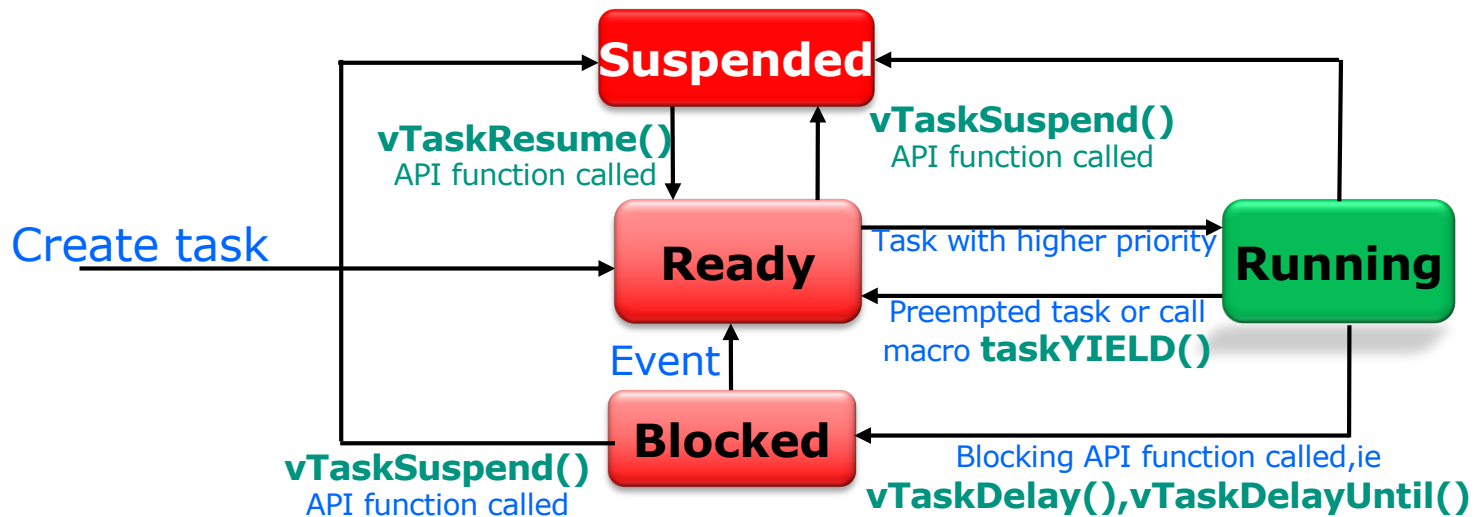 Suspended
vTaskResume()
API function called
vTaskSuspend()
API function called
Create task
Ready
Task with higher priority
Running
Preempted task or call
macro taskYIELD()
Event
Blocked
vTaskSuspend()
API function called
Blocking API function called,ie
vTaskDelay(),vTaskDelayUntil()